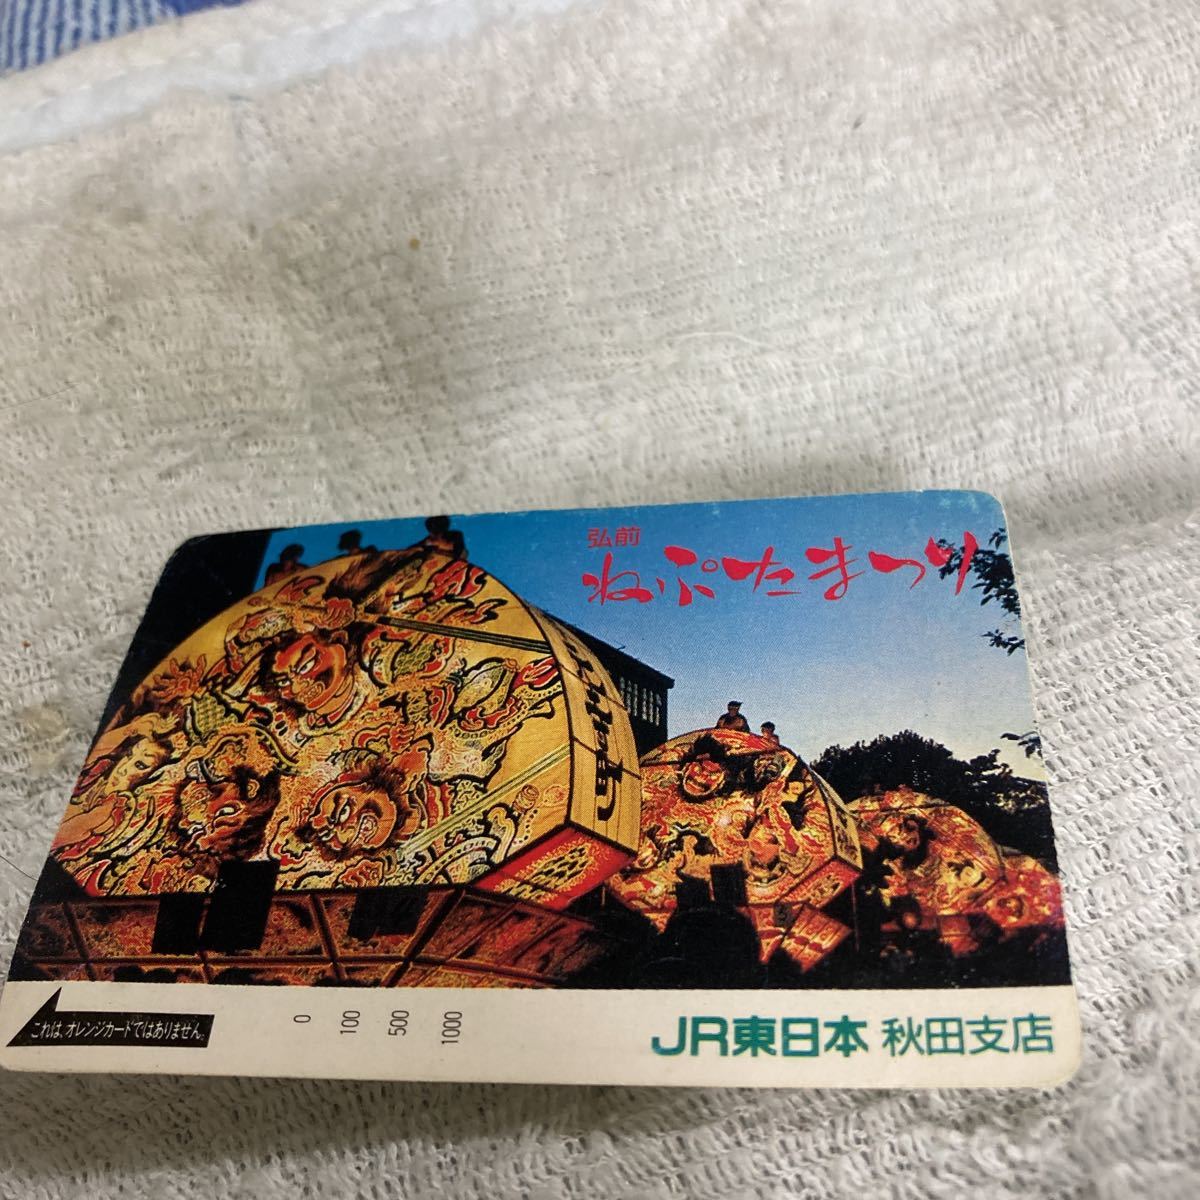 弘前
ねぷたまつり
これは、オレンジカードではありません。
0 100 500 1000
JR東日本 秋田支店